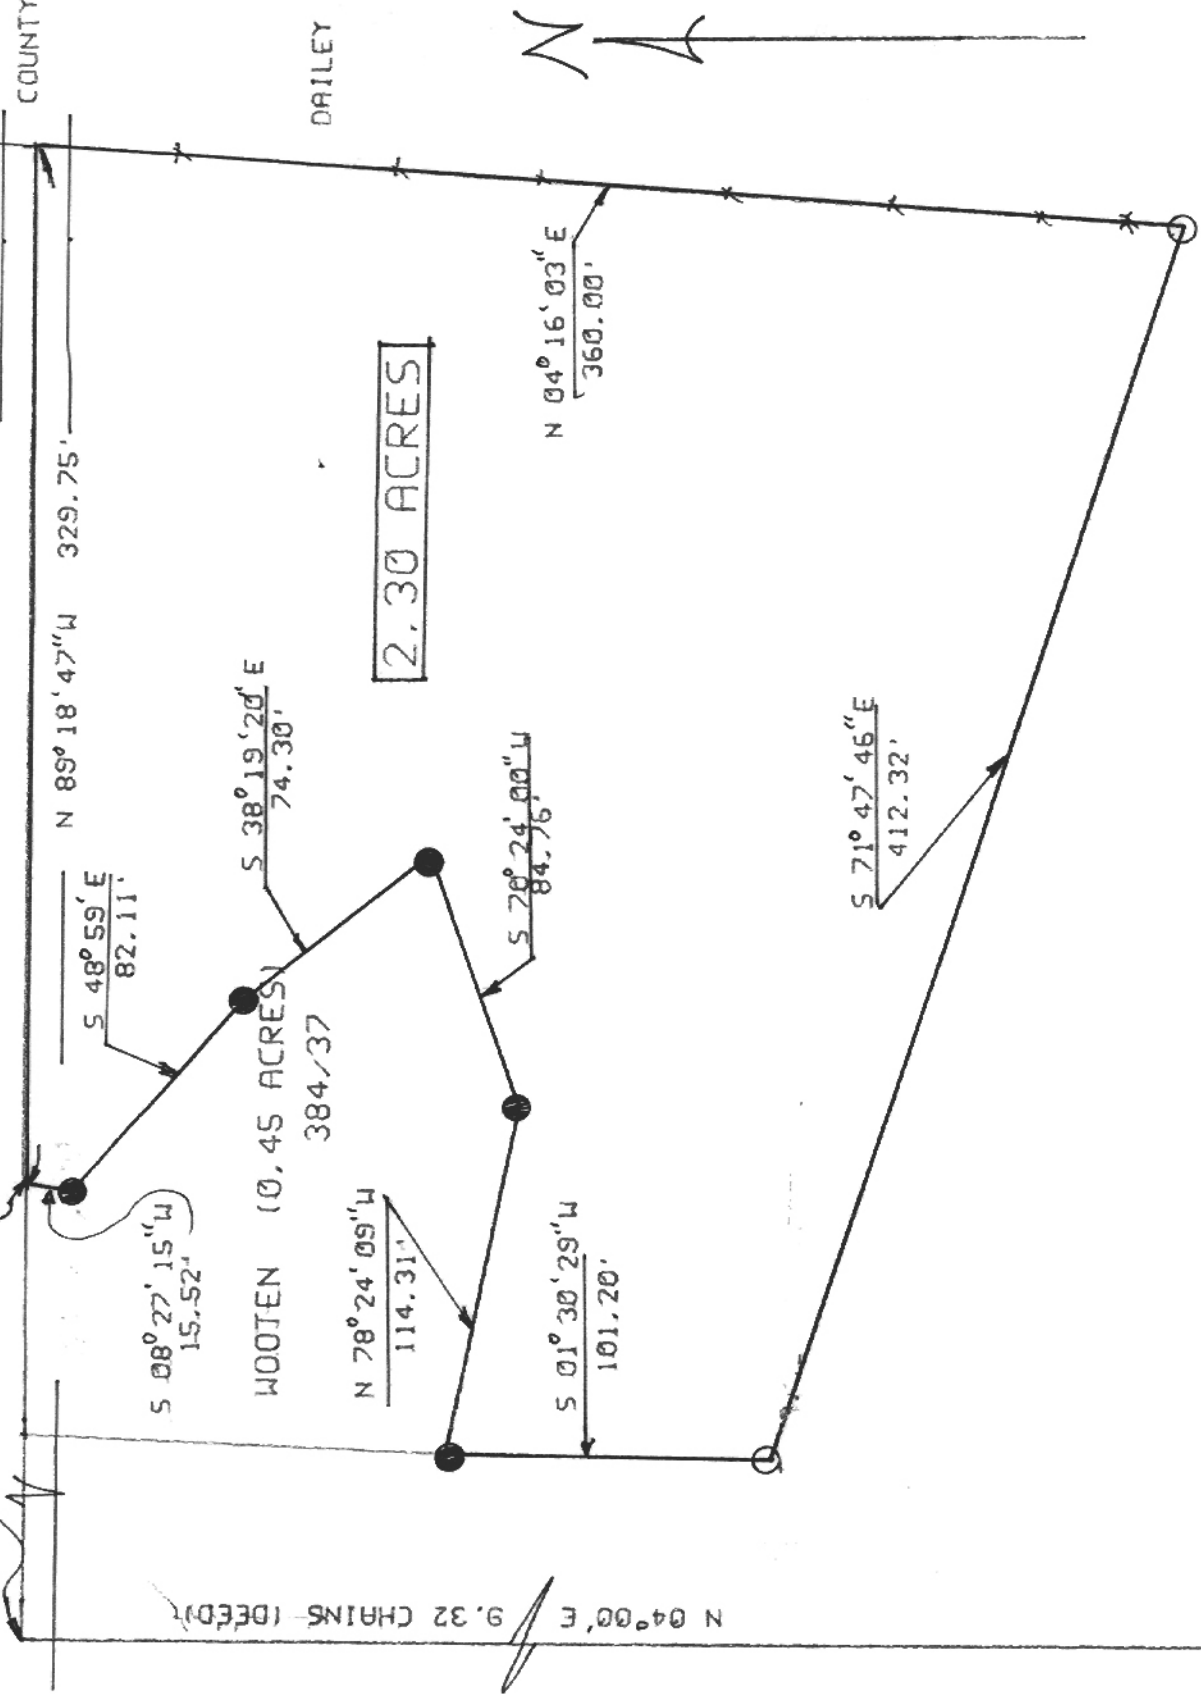 COUNTY
N
DAILEY
N 89° 18' 47" W 329.75'
S 48° 59' E
82.11'
S 38° 19' 20' E
74.30'
2.30 ACRES
N 04° 16' 03" E
360.00'
S 08° 27' 15" W
15.52'
WOOTEN (0.45 ACRES)
384/37
S 70° 24' 00" W
84.76'
N 78° 24' 09" W
114.31'
S 01° 30' 29" W
101.20'
S 71° 47' 46" E
412.32'
N 04°00' E 9.32 CHAINS (DEED)